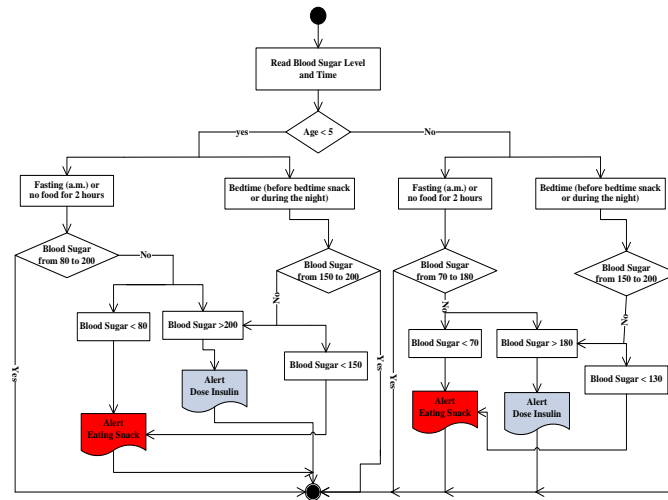 Read Blood Sugar Level
and Time
Age < 5
yes
No
Fasting (a.m.) or
no food for 2 hours
Bedtime (before bedtime snack
or during the night)
Fasting (a.m.) or
no food for 2 hours
Bedtime (before bedtime snack
or during the night)
Blood Sugar
from 80 to 200
No
Blood Sugar
from 150 to 200
Blood Sugar
from 70 to 180
Blood Sugar
from 150 to 200
No
No
No
Blood Sugar < 80
Blood Sugar >200
Blood Sugar < 150
Blood Sugar < 70
Blood Sugar > 180
Blood Sugar < 130
Yes
Yes
Yes
Alert
Dose Insulin
Alert
Eating Snack
Alert
Eating Snack
Alert
Dose Insulin